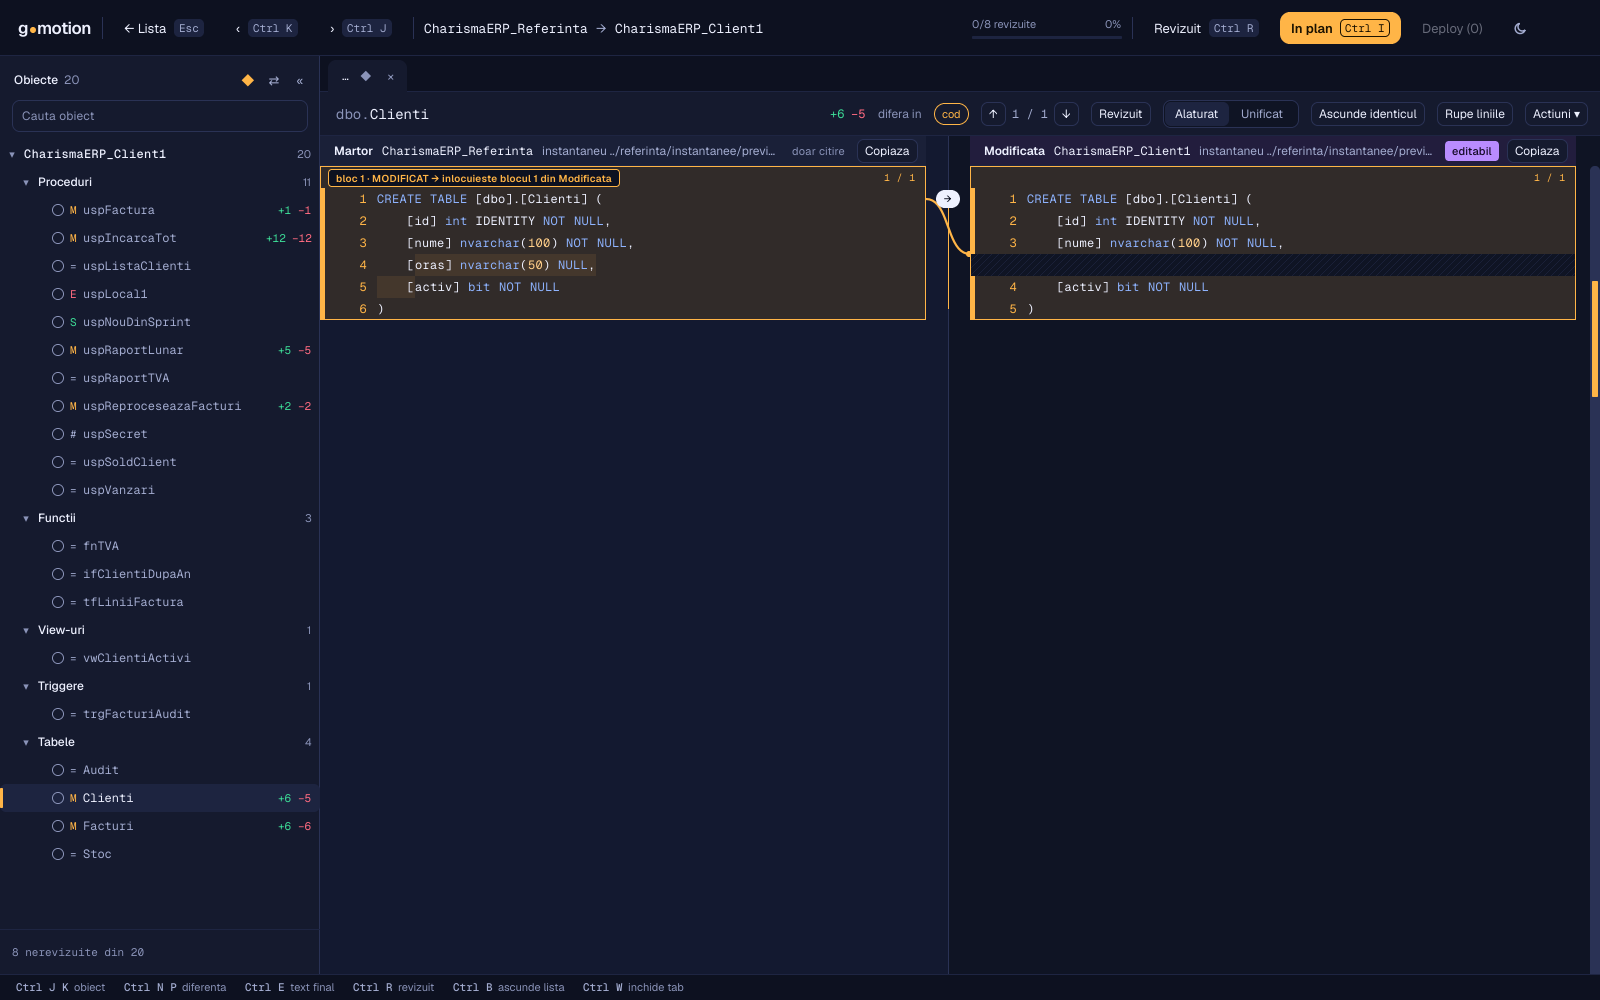 g•motion
← Lista Esc ‹ Ctrl K › Ctrl J CharismaERP_Referinta → CharismaERP_Client1 0/8 revizuite 0% Revizuit Ctrl R In plan Ctrl I Deploy (0)
Obiecte 20 ⇄ «
Cauta obiect
▾ CharismaERP_Client1 20
▾ Proceduri 11
M uspFactura +1 −1
M uspIncarcaTot +12 −12
= uspListaClienti
E uspLocal1
S uspNouDinSprint
M uspRaportLunar +5 −5
= uspRaportTVA
M uspReproceseazaFacturi +2 −2
# uspSecret
= uspSoldClient
= uspVanzari
▾ Functii 3
= fnTVA
= ifClientiDupaAn
= tfLiniiFactura
▾ View-uri 1
= vwClientiActivi
▾ Triggere 1
= trgFacturiAudit
▾ Tabele 4
= Audit
M Clienti +6 −5
M Facturi +6 −6
= Stoc
8 nerevizuite din 20
… ◆ ×
dbo.Clienti +6 −5 difera in cod ↑ 1 / 1 ↓ Revizuit Alaturat Unificat Ascunde identicul Rupe liniile Actiuni ▾
Martor CharismaERP_Referinta instantaneu ../referinta/instantanee/previ… doar citire Copiaza
bloc 1 · MODIFICAT → inlocuieste blocul 1 din Modificata 1 / 1
1 CREATE TABLE [dbo].[Clienti] (
2 [id] int IDENTITY NOT NULL,
3 [nume] nvarchar(100) NOT NULL,
4 [oras] nvarchar(50) NULL,
5 [activ] bit NOT NULL
6 )
→
Modificata CharismaERP_Client1 instantaneu ../referinta/instantanee/previ… editabil Copiaza
1 / 1
1 CREATE TABLE [dbo].[Clienti] (
2 [id] int IDENTITY NOT NULL,
3 [nume] nvarchar(100) NOT NULL,
4 [activ] bit NOT NULL
5 )
Ctrl J K obiect Ctrl N P diferenta Ctrl E text final Ctrl R revizuit Ctrl B ascunde lista Ctrl W inchide tab